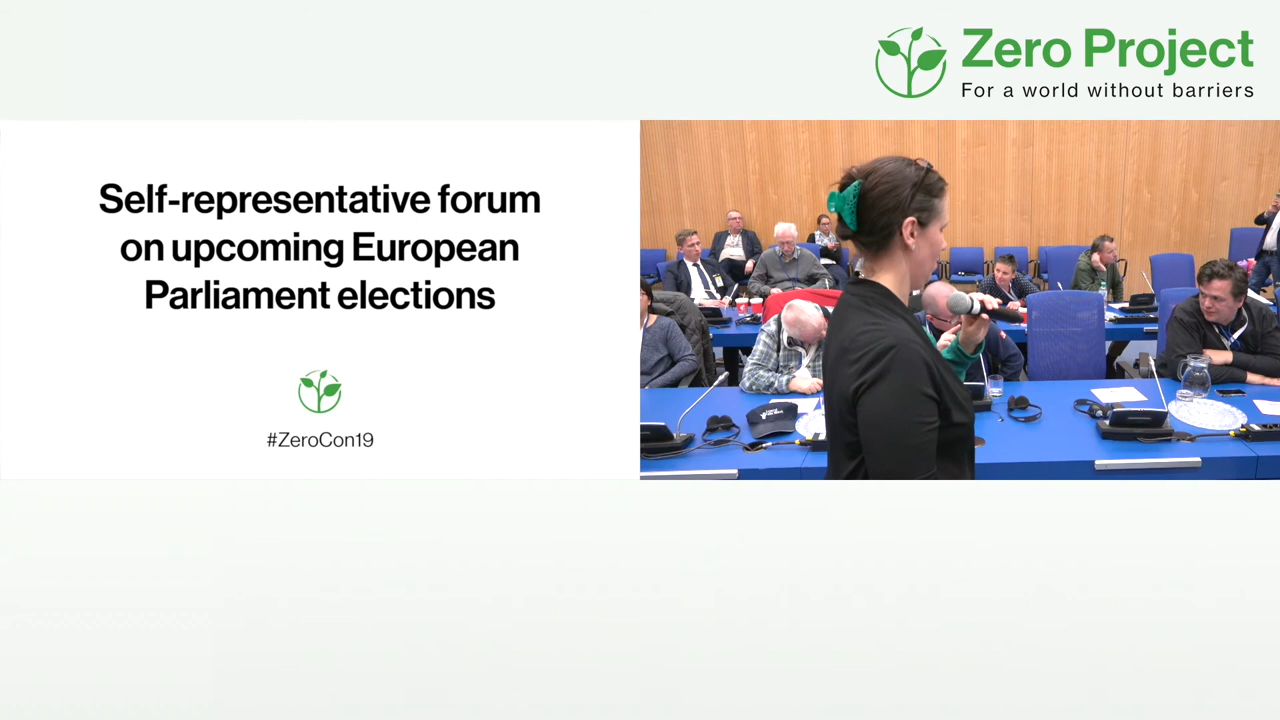 Zero Project
For a world without barriers
Self-representative forum
on upcoming European
Parliament elections
#ZeroCon19